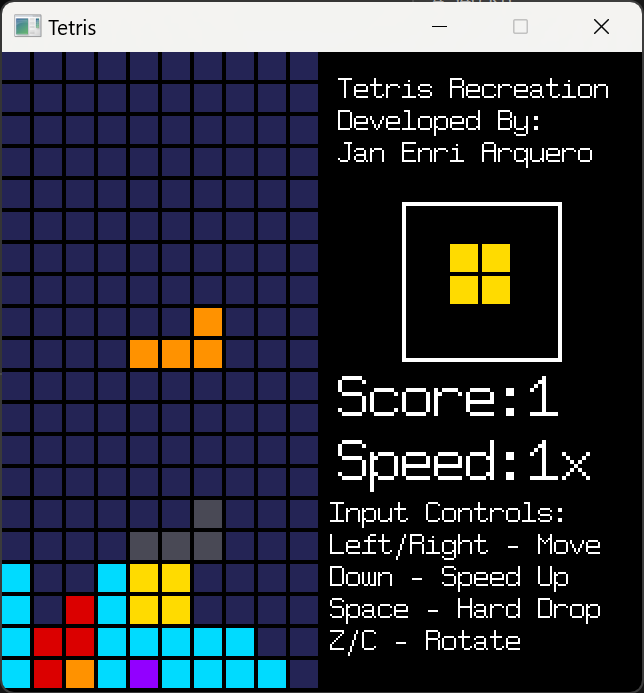 Tetris
Tetris Recreation
Developed By:
Jan Enri Arquero
Score:1
Speed:1x
Input Controls:
Left/Right - Move
Down - Speed Up
Space - Hard Drop
Z/C - Rotate